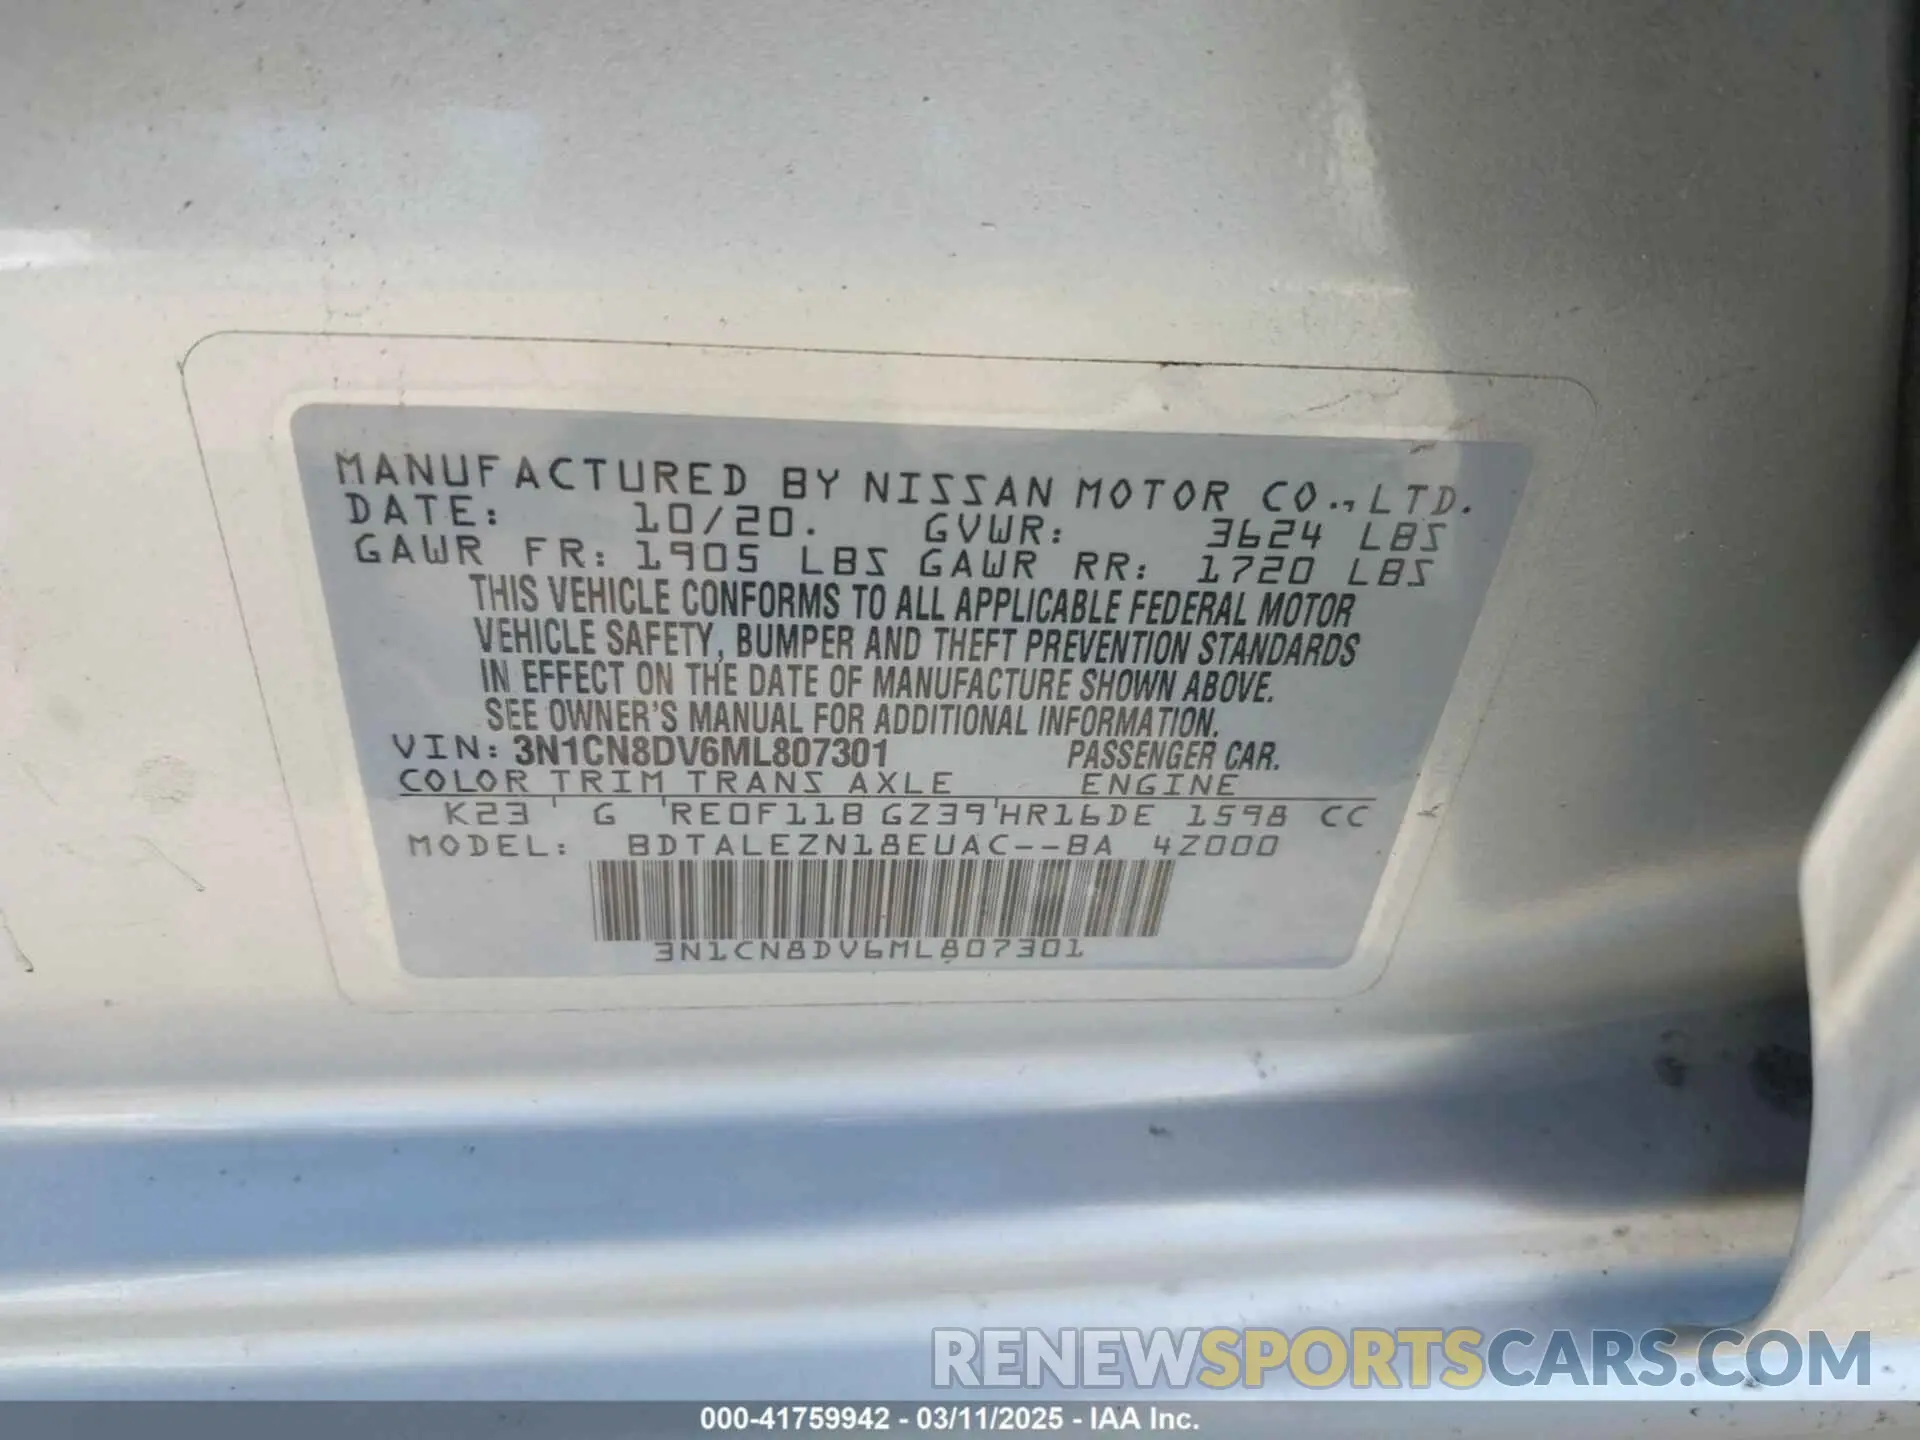 MANUFACTURED BY NISSAN MOTOR CO., LTD.
DATE: 10/20. GVWR: 3624 LBS
GAWR FR: 1905 LBS GAWR RR: 1720 LBS
THIS VEHICLE CONFORMS TO ALL APPLICABLE FEDERAL MOTOR
VEHICLE SAFETY, BUMPER AND THEFT PREVENTION STANDARDS
IN EFFECT ON THE DATE OF MANUFACTURE SHOWN ABOVE.
SEE OWNER'S MANUAL FOR ADDITIONAL INFORMATION.
VIN: 3N1CN8DV6ML807301 PASSENGER CAR.
COLOR TRIM TRANS AXLE ENGINE
K23 ' G 'RE0F11B GZ39'HR16DE 1598 CC
MODEL: BDTALEZN18EUAC--BA 4Z000
3N1CN8DV6ML807301
RENEWSPORTSCARS.COM
000-41759942 - 03/11/2025 - IAA Inc.